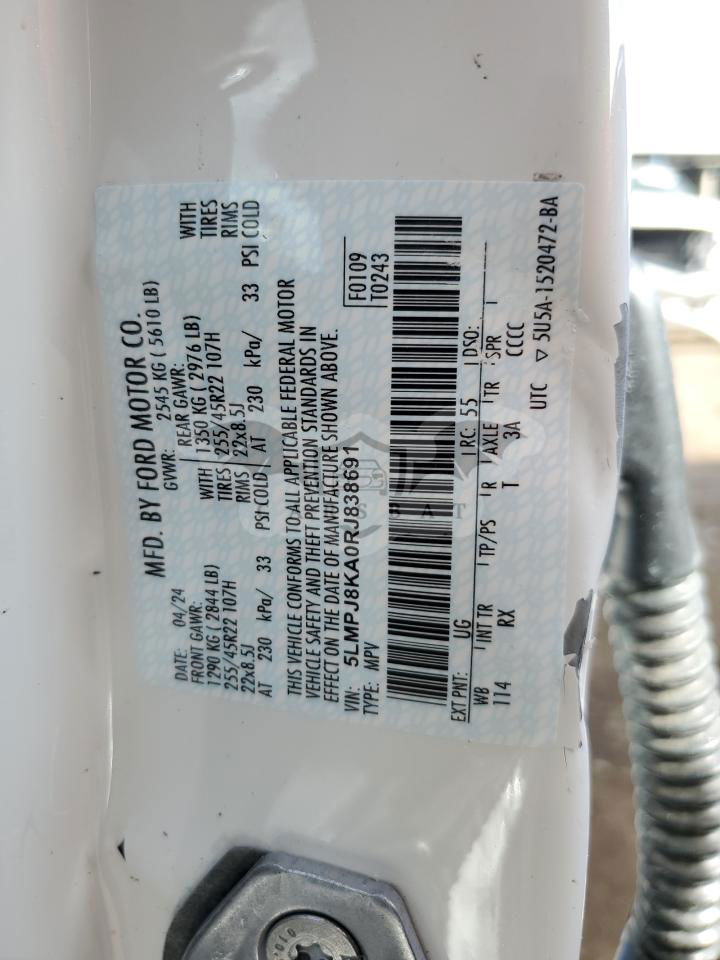 MFD. BY FORD MOTOR CO.
DATE: 04/24 GVWR: 2545 KG ( 5610 LB)
FRONT GAWR: REAR GAWR:
1290 KG ( 2844 LB) WITH 1350 KG ( 2976 LB) WITH
255/45R22 107H TIRES 255/45R22 107H TIRES
22x8.5J RIMS 22x8.5J RIMS
AT 230 kPa/ 33 PSI COLD AT 230 kPa/ 33 PSI COLD
THIS VEHICLE CONFORMS TO ALL APPLICABLE FEDERAL MOTOR
VEHICLE SAFETY AND THEFT PREVENTION STANDARDS IN
EFFECT ON THE DATE OF MANUFACTURE SHOWN ABOVE.
VIN: 5LMPJ8KA0RJ838691 F0109
TYPE: MPV T0243
EXT PNT: UG RC: 55 DSO:
WB INT TR TP/PS R AXLE TR SPR
114 RX T 3A CCCC
UTC ▽ 5U5A-1520472-BA